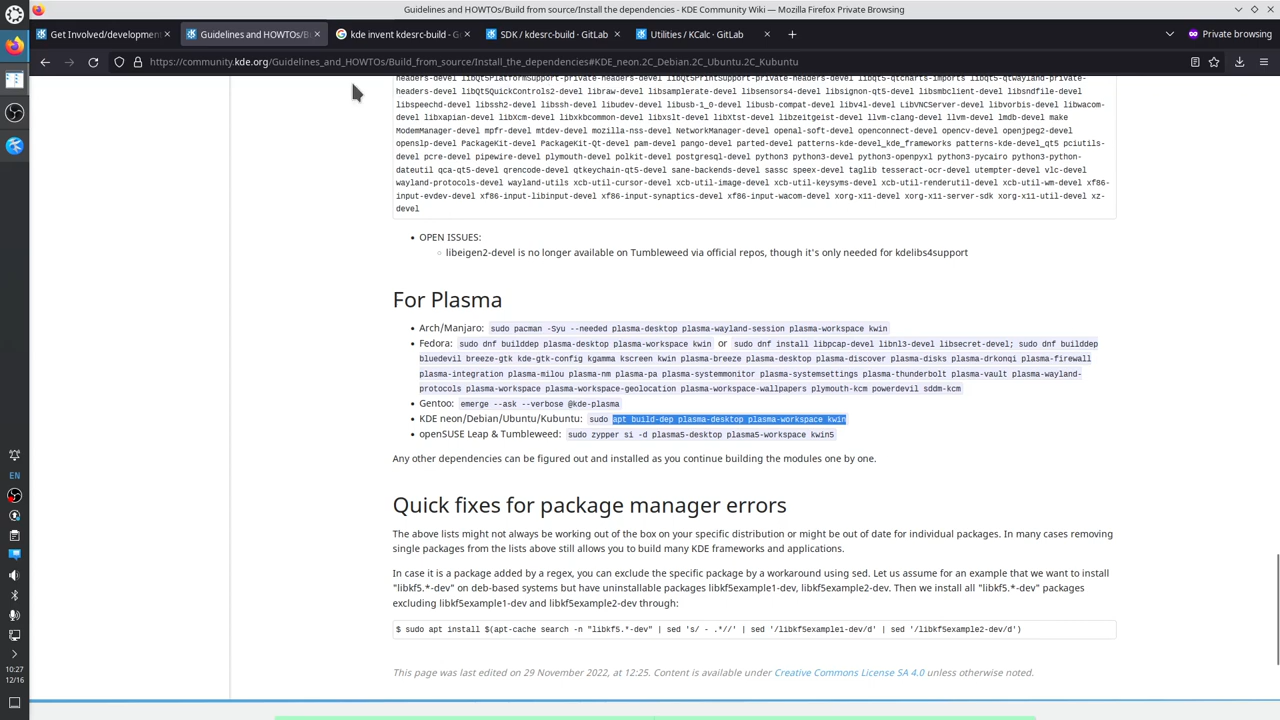 Guidelines and HOWTOs/Build from source/Install the dependencies - KDE Community Wiki — Mozilla Firefox Private Browsing
Get Involved/development
Guidelines and HOWTOs/B
kde invent kdesrc-build - G
SDK / kdesrc-build · GitLab
Utilities / KCalc · GitLab
Private browsing
https://community.kde.org/Guidelines_and_HOWTOs/Build_from_source/Install_the_dependencies#KDE_neon.2C_Debian.2C_Ubuntu.2C_Kubuntu
headers-devel libQt5PlatformSupport-private-headers-devel libQt5PrintSupport-private-headers-devel libqt5-qtcharts-imports libqt5-qtwayland-private-
headers-devel libQt5QuickControls2-devel libraw-devel libsamplerate-devel libsensors4-devel libsignon-qt5-devel libsmbclient-devel libsndfile-devel
libspeechd-devel libssh2-devel libssh-devel libudev-devel libusb-1_0-devel libusb-compat-devel libv4l-devel LibVNCServer-devel libvorbis-devel libwacom-
devel libxapian-devel libXcm-devel libxkbcommon-devel libxslt-devel libXtst-devel libzeitgeist-devel llvm-clang-devel llvm-devel lmdb-devel make
ModemManager-devel mpfr-devel mtdev-devel mozilla-nss-devel NetworkManager-devel openal-soft-devel openconnect-devel opencv-devel openjpeg2-devel
openslp-devel PackageKit-devel PackageKit-Qt-devel pam-devel pango-devel parted-devel patterns-kde-devel_kde_frameworks patterns-kde-devel_qt5 pciutils-
devel pcre-devel pipewire-devel plymouth-devel polkit-devel postgresql-devel python3 python3-devel python3-openpyxl python3-pycairo python3-python-
dateutil qca-qt5-devel qrencode-devel qtkeychain-qt5-devel sane-backends-devel sassc speex-devel taglib tesseract-ocr-devel utempter-devel vlc-devel
wayland-protocols-devel wayland-utils xcb-util-cursor-devel xcb-util-image-devel xcb-util-keysyms-devel xcb-util-renderutil-devel xcb-util-wm-devel xf86-
input-evdev-devel xf86-input-libinput-devel xf86-input-synaptics-devel xf86-input-wacom-devel xorg-x11-devel xorg-x11-server-sdk xorg-x11-util-devel xz-
devel
• OPEN ISSUES:
◦ libeigen2-devel is no longer available on Tumbleweed via official repos, though it's only needed for kdelibs4support
For Plasma
• Arch/Manjaro: sudo pacman -Syu --needed plasma-desktop plasma-wayland-session plasma-workspace kwin
• Fedora: sudo dnf builddep plasma-desktop plasma-workspace kwin or sudo dnf install libpcap-devel libnl3-devel libsecret-devel; sudo dnf builddep
bluedevil breeze-gtk kde-gtk-config kgamma kscreen kwin plasma-breeze plasma-desktop plasma-discover plasma-disks plasma-drkonqi plasma-firewall
plasma-integration plasma-milou plasma-nm plasma-pa plasma-systemmonitor plasma-systemsettings plasma-thunderbolt plasma-vault plasma-wayland-
protocols plasma-workspace plasma-workspace-geolocation plasma-workspace-wallpapers plymouth-kcm powerdevil sddm-kcm
• Gentoo: emerge --ask --verbose @kde-plasma
• KDE neon/Debian/Ubuntu/Kubuntu: sudo apt build-dep plasma-desktop plasma-workspace kwin
• openSUSE Leap & Tumbleweed: sudo zypper si -d plasma5-desktop plasma5-workspace kwin5
Any other dependencies can be figured out and installed as you continue building the modules one by one.
Quick fixes for package manager errors
The above lists might not always be working out of the box on your specific distribution or might be out of date for individual packages. In many cases removing
single packages from the lists above still allows you to build many KDE frameworks and applications.
In case it is a package added by a regex, you can exclude the specific package by a workaround using sed. Let us assume for an example that we want to install
"libkf5.*-dev" on deb-based systems but have uninstallable packages libkf5example1-dev, libkf5example2-dev. Then we install all "libkf5.*-dev" packages
excluding libkf5example1-dev and libkf5example2-dev through:
$ sudo apt install $(apt-cache search -n "libkf5.*-dev" | sed 's/ - .*//' | sed '/libkf5example1-dev/d' | sed '/libkf5example2-dev/d')
This page was last edited on 29 November 2022, at 12:25. Content is available under Creative Commons License SA 4.0 unless otherwise noted.
EN
10:27
12/16